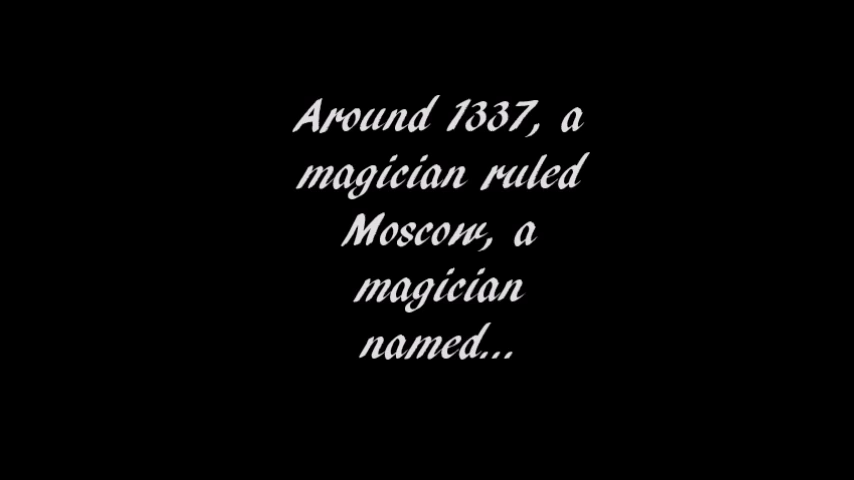 Around 1337, a
magician ruled
Moscow, a
magician
named...